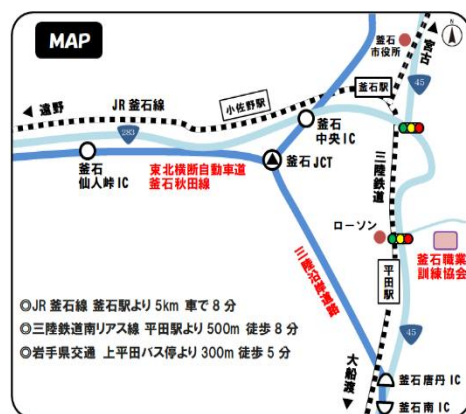 MAP
N
釜石
市役所
宮古
45
遠野
JR 釜石線
小佐野駅
釜石駅
283
釜石
中央 IC
釜石
仙人峠 IC
東北横断自動車道
釜石秋田線
釜石 JCT
三陸鉄道
ローソン
釜石職業
訓練協会
三陸沿岸道路
平田駅
◎JR 釜石線 釜石駅より 5km 車で 8 分
◎三陸鉄道南リアス線 平田駅より 500m 徒歩 8 分
◎岩手県交通 上平田バス停より 300m 徒歩 5 分
45
大船渡
釜石唐丹 IC
釜石南 IC